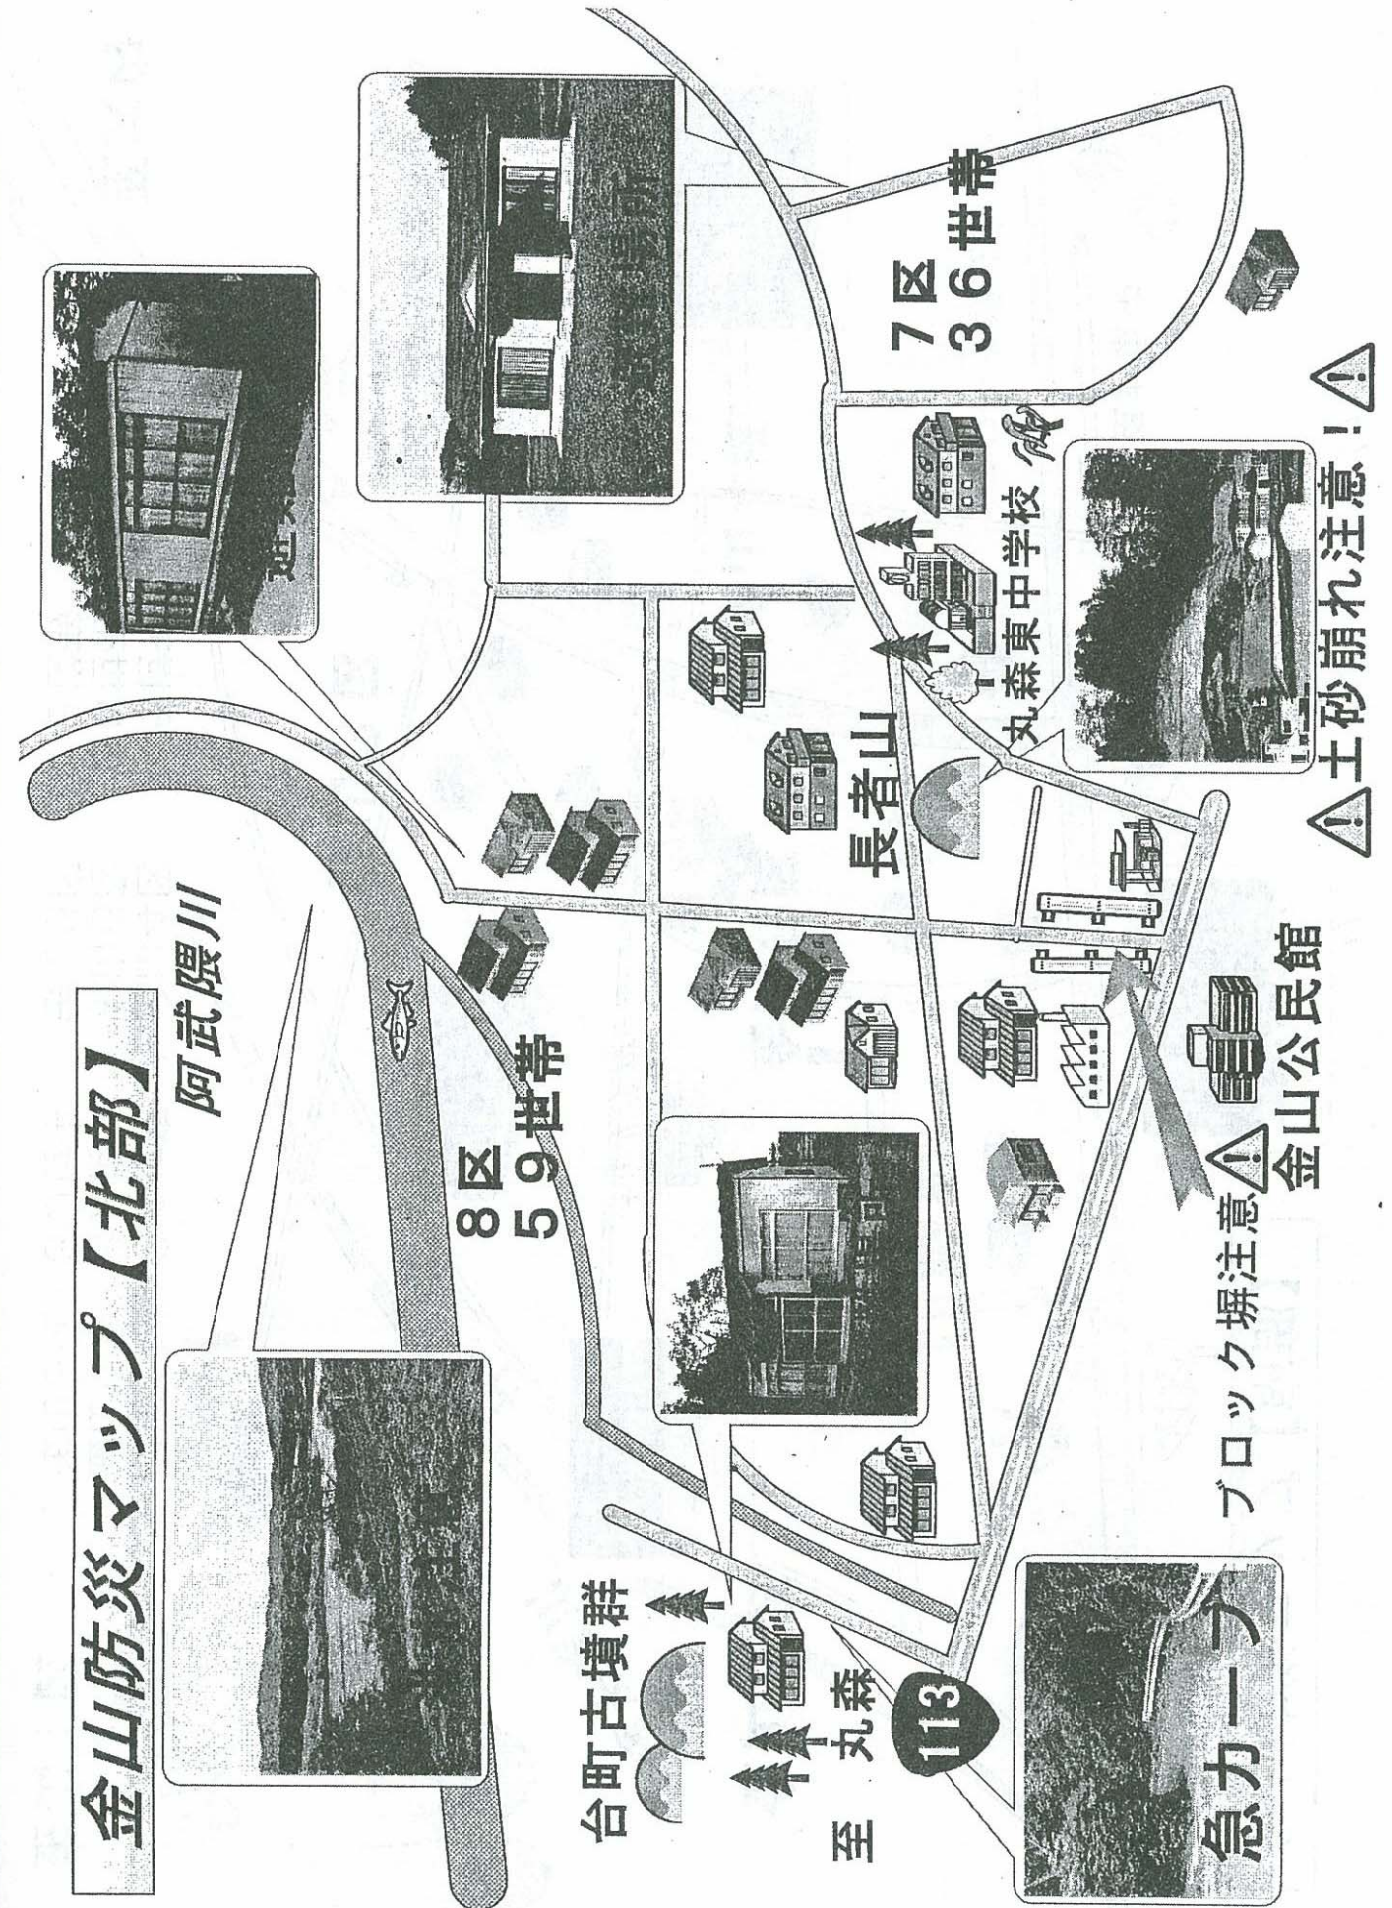 金山防災マップ【北部】
阿武隈川
8区
59世帯
7区
36世帯
長者山
丸森東中学校
台町古墳群
至 丸森
113
急カーブ
ブロック塀注意
金山公民館
土砂崩れ注意！